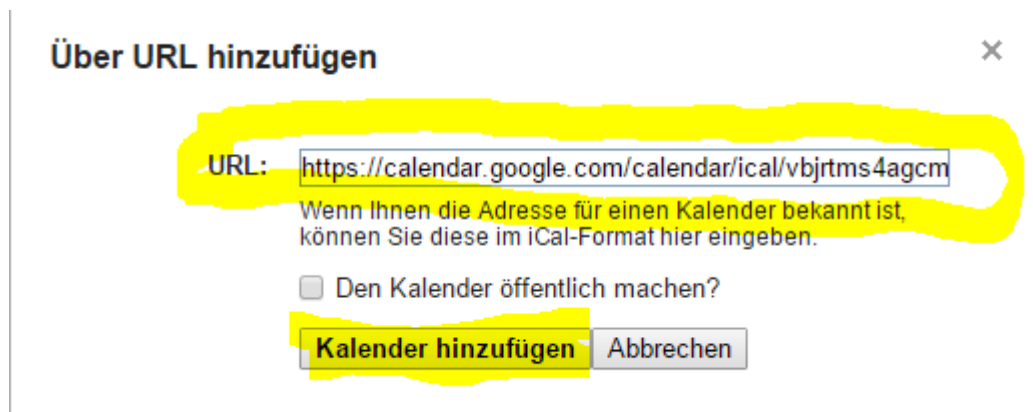 Über URL hinzufügen
URL: https://calendar.google.com/calendar/ical/vbjrtms4agcm
Wenn Ihnen die Adresse für einen Kalender bekannt ist,
können Sie diese im iCal-Format hier eingeben.
Den Kalender öffentlich machen?
Kalender hinzufügen Abbrechen